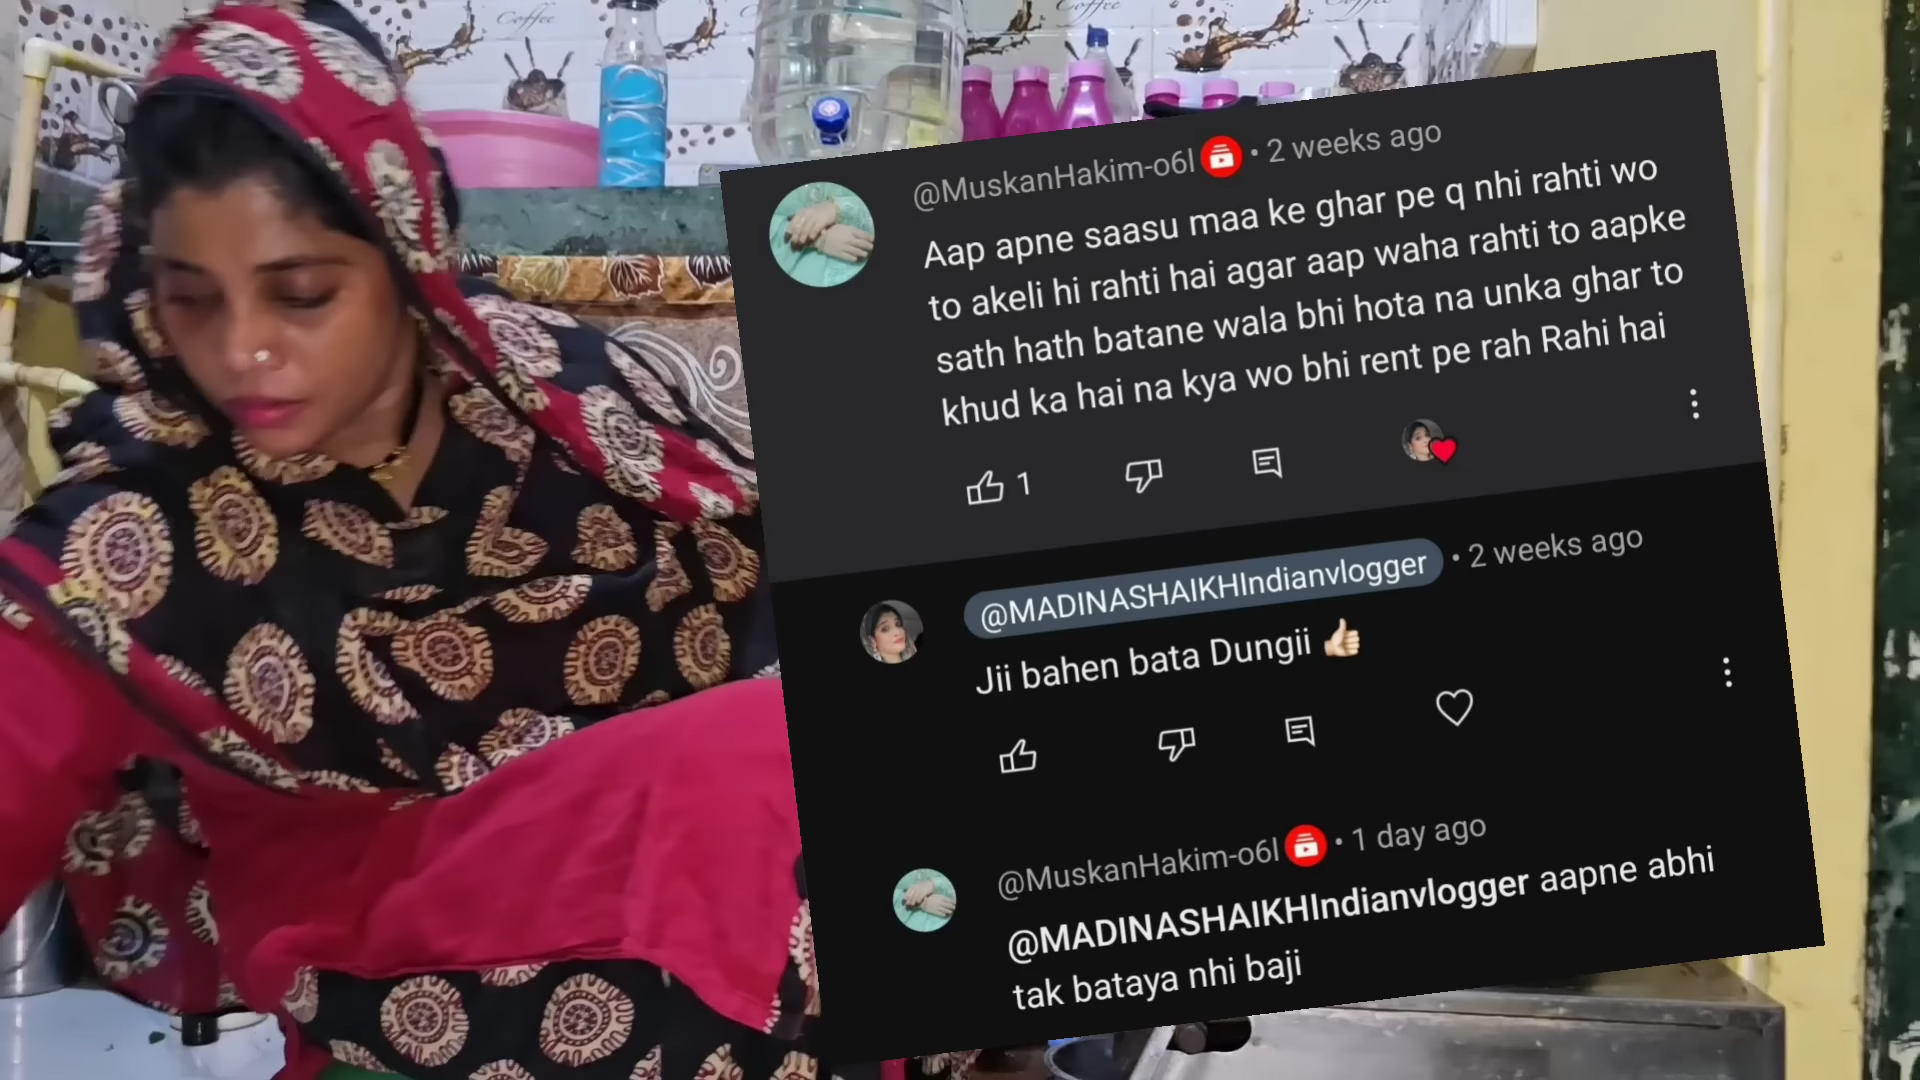 Coffee
Coffee
Coffee
@MuskanHakim-o6l • 2 weeks ago
Aap apne saasu maa ke ghar pe q nhi rahti wo
to akeli hi rahti hai agar aap waha rahti to aapke
sath hath batane wala bhi hota na unka ghar to
khud ka hai na kya wo bhi rent pe rah Rahi hai
1
@MADINASHAIKHIndianvlogger • 2 weeks ago
Jii bahen bata Dungii 👍🏻
@MuskanHakim-o6l • 1 day ago
@MADINASHAIKHIndianvlogger aapne abhi
tak bataya nhi baji